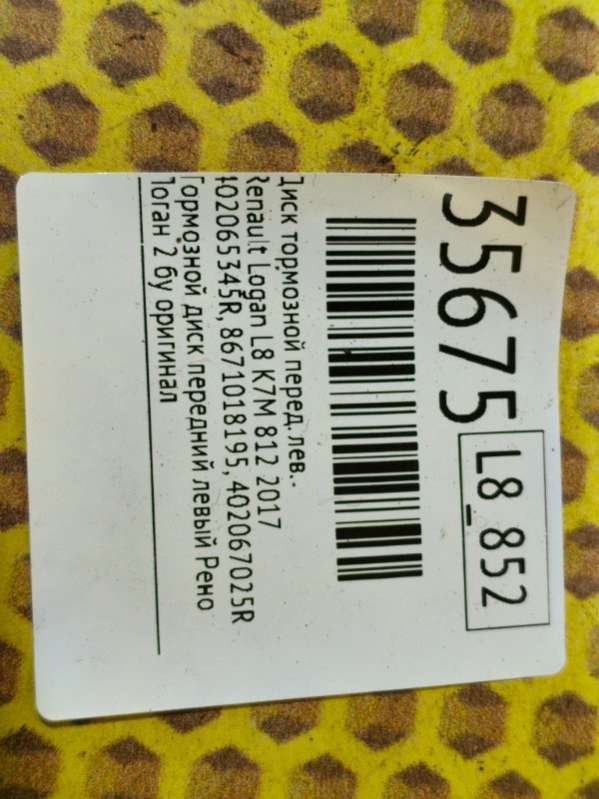 35675 L8_852
Диск тормозной перед. лев.-
Renault Logan L8 K7M 812 2017
402065345R, 8671018195, 402067025R
Тормозной диск передний левый Рено
Логан 2 бу оригинал